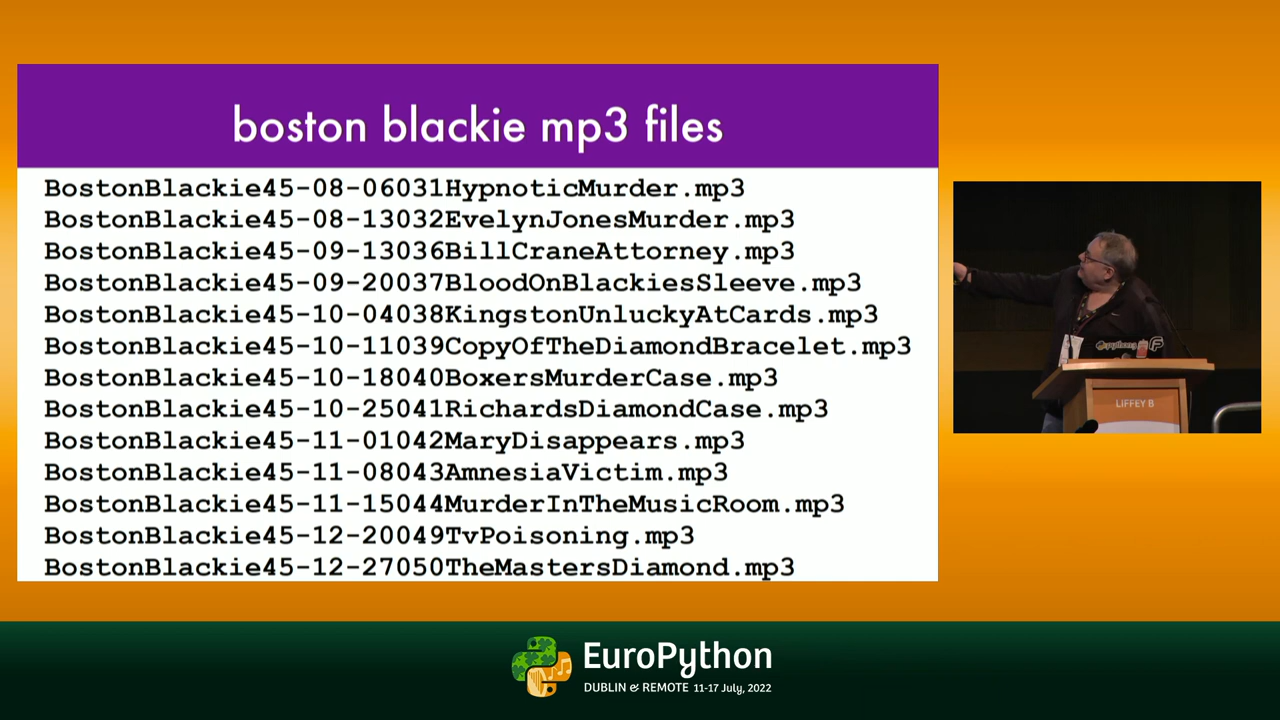 boston blackie mp3 files
BostonBlackie45-08-06031HypnoticMurder.mp3
BostonBlackie45-08-13032EvelynJonesMurder.mp3
BostonBlackie45-09-13036BillCraneAttorney.mp3
BostonBlackie45-09-20037BloodOnBlackiesSleeve.mp3
BostonBlackie45-10-04038KingstonUnluckyAtCards.mp3
BostonBlackie45-10-11039CopyOfTheDiamondBracelet.mp3
BostonBlackie45-10-18040BoxersMurderCase.mp3
BostonBlackie45-10-25041RichardsDiamondCase.mp3
BostonBlackie45-11-01042MaryDisappears.mp3
BostonBlackie45-11-08043AmnesiaVictim.mp3
BostonBlackie45-11-15044MurderInTheMusicRoom.mp3
BostonBlackie45-12-20049TvPoisoning.mp3
BostonBlackie45-12-27050TheMastersDiamond.mp3
LIFFEY B
EuroPython
DUBLIN & REMOTE 11-17 July, 2022